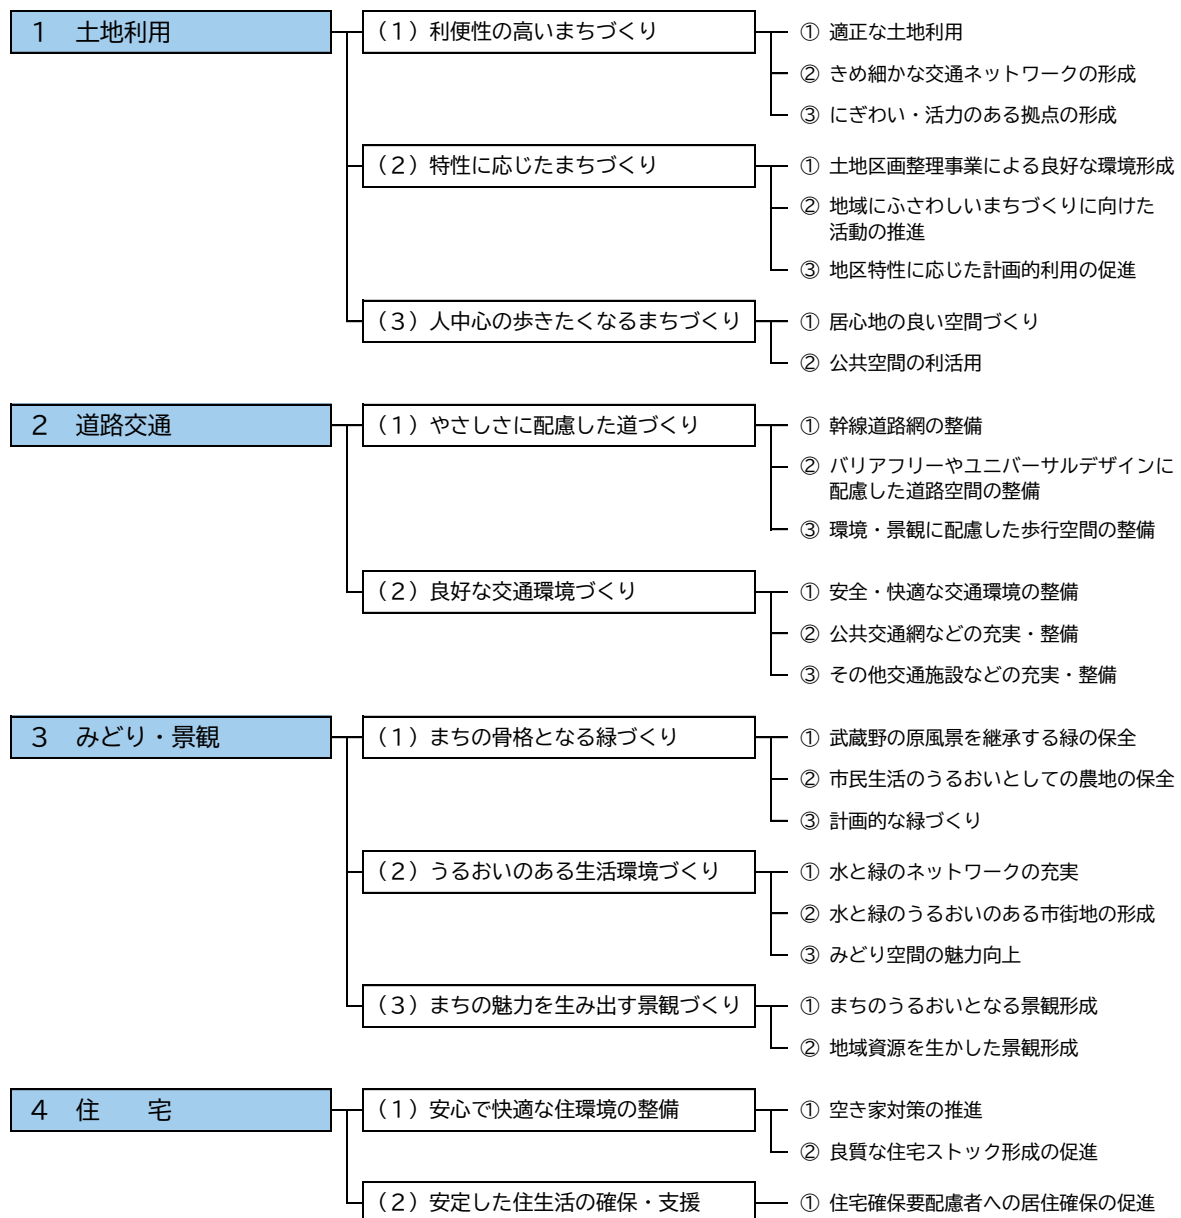 1 土地利用
（1）利便性の高いまちづくり
① 適正な土地利用
② きめ細かな交通ネットワークの形成
③ にぎわい・活力のある拠点の形成
（2）特性に応じたまちづくり
① 土地区画整理事業による良好な環境形成
② 地域にふさわしいまちづくりに向けた
活動の推進
③ 地区特性に応じた計画的利用の促進
（3）人中心の歩きたくなるまちづくり
① 居心地の良い空間づくり
② 公共空間の利活用
2 道路交通
（1）やさしさに配慮した道づくり
① 幹線道路網の整備
② バリアフリーやユニバーサルデザインに
配慮した道路空間の整備
③ 環境・景観に配慮した歩行空間の整備
（2）良好な交通環境づくり
① 安全・快適な交通環境の整備
② 公共交通網などの充実・整備
③ その他交通施設などの充実・整備
3 みどり・景観
（1）まちの骨格となる緑づくり
① 武蔵野の原風景を継承する緑の保全
② 市民生活のうるおいとしての農地の保全
③ 計画的な緑づくり
（2）うるおいのある生活環境づくり
① 水と緑のネットワークの充実
② 水と緑のうるおいのある市街地の形成
③ みどり空間の魅力向上
（3）まちの魅力を生み出す景観づくり
① まちのうるおいとなる景観形成
② 地域資源を生かした景観形成
4 住　宅
（1）安心で快適な住環境の整備
① 空き家対策の推進
② 良質な住宅ストック形成の促進
（2）安定した住生活の確保・支援
① 住宅確保要配慮者への居住確保の促進